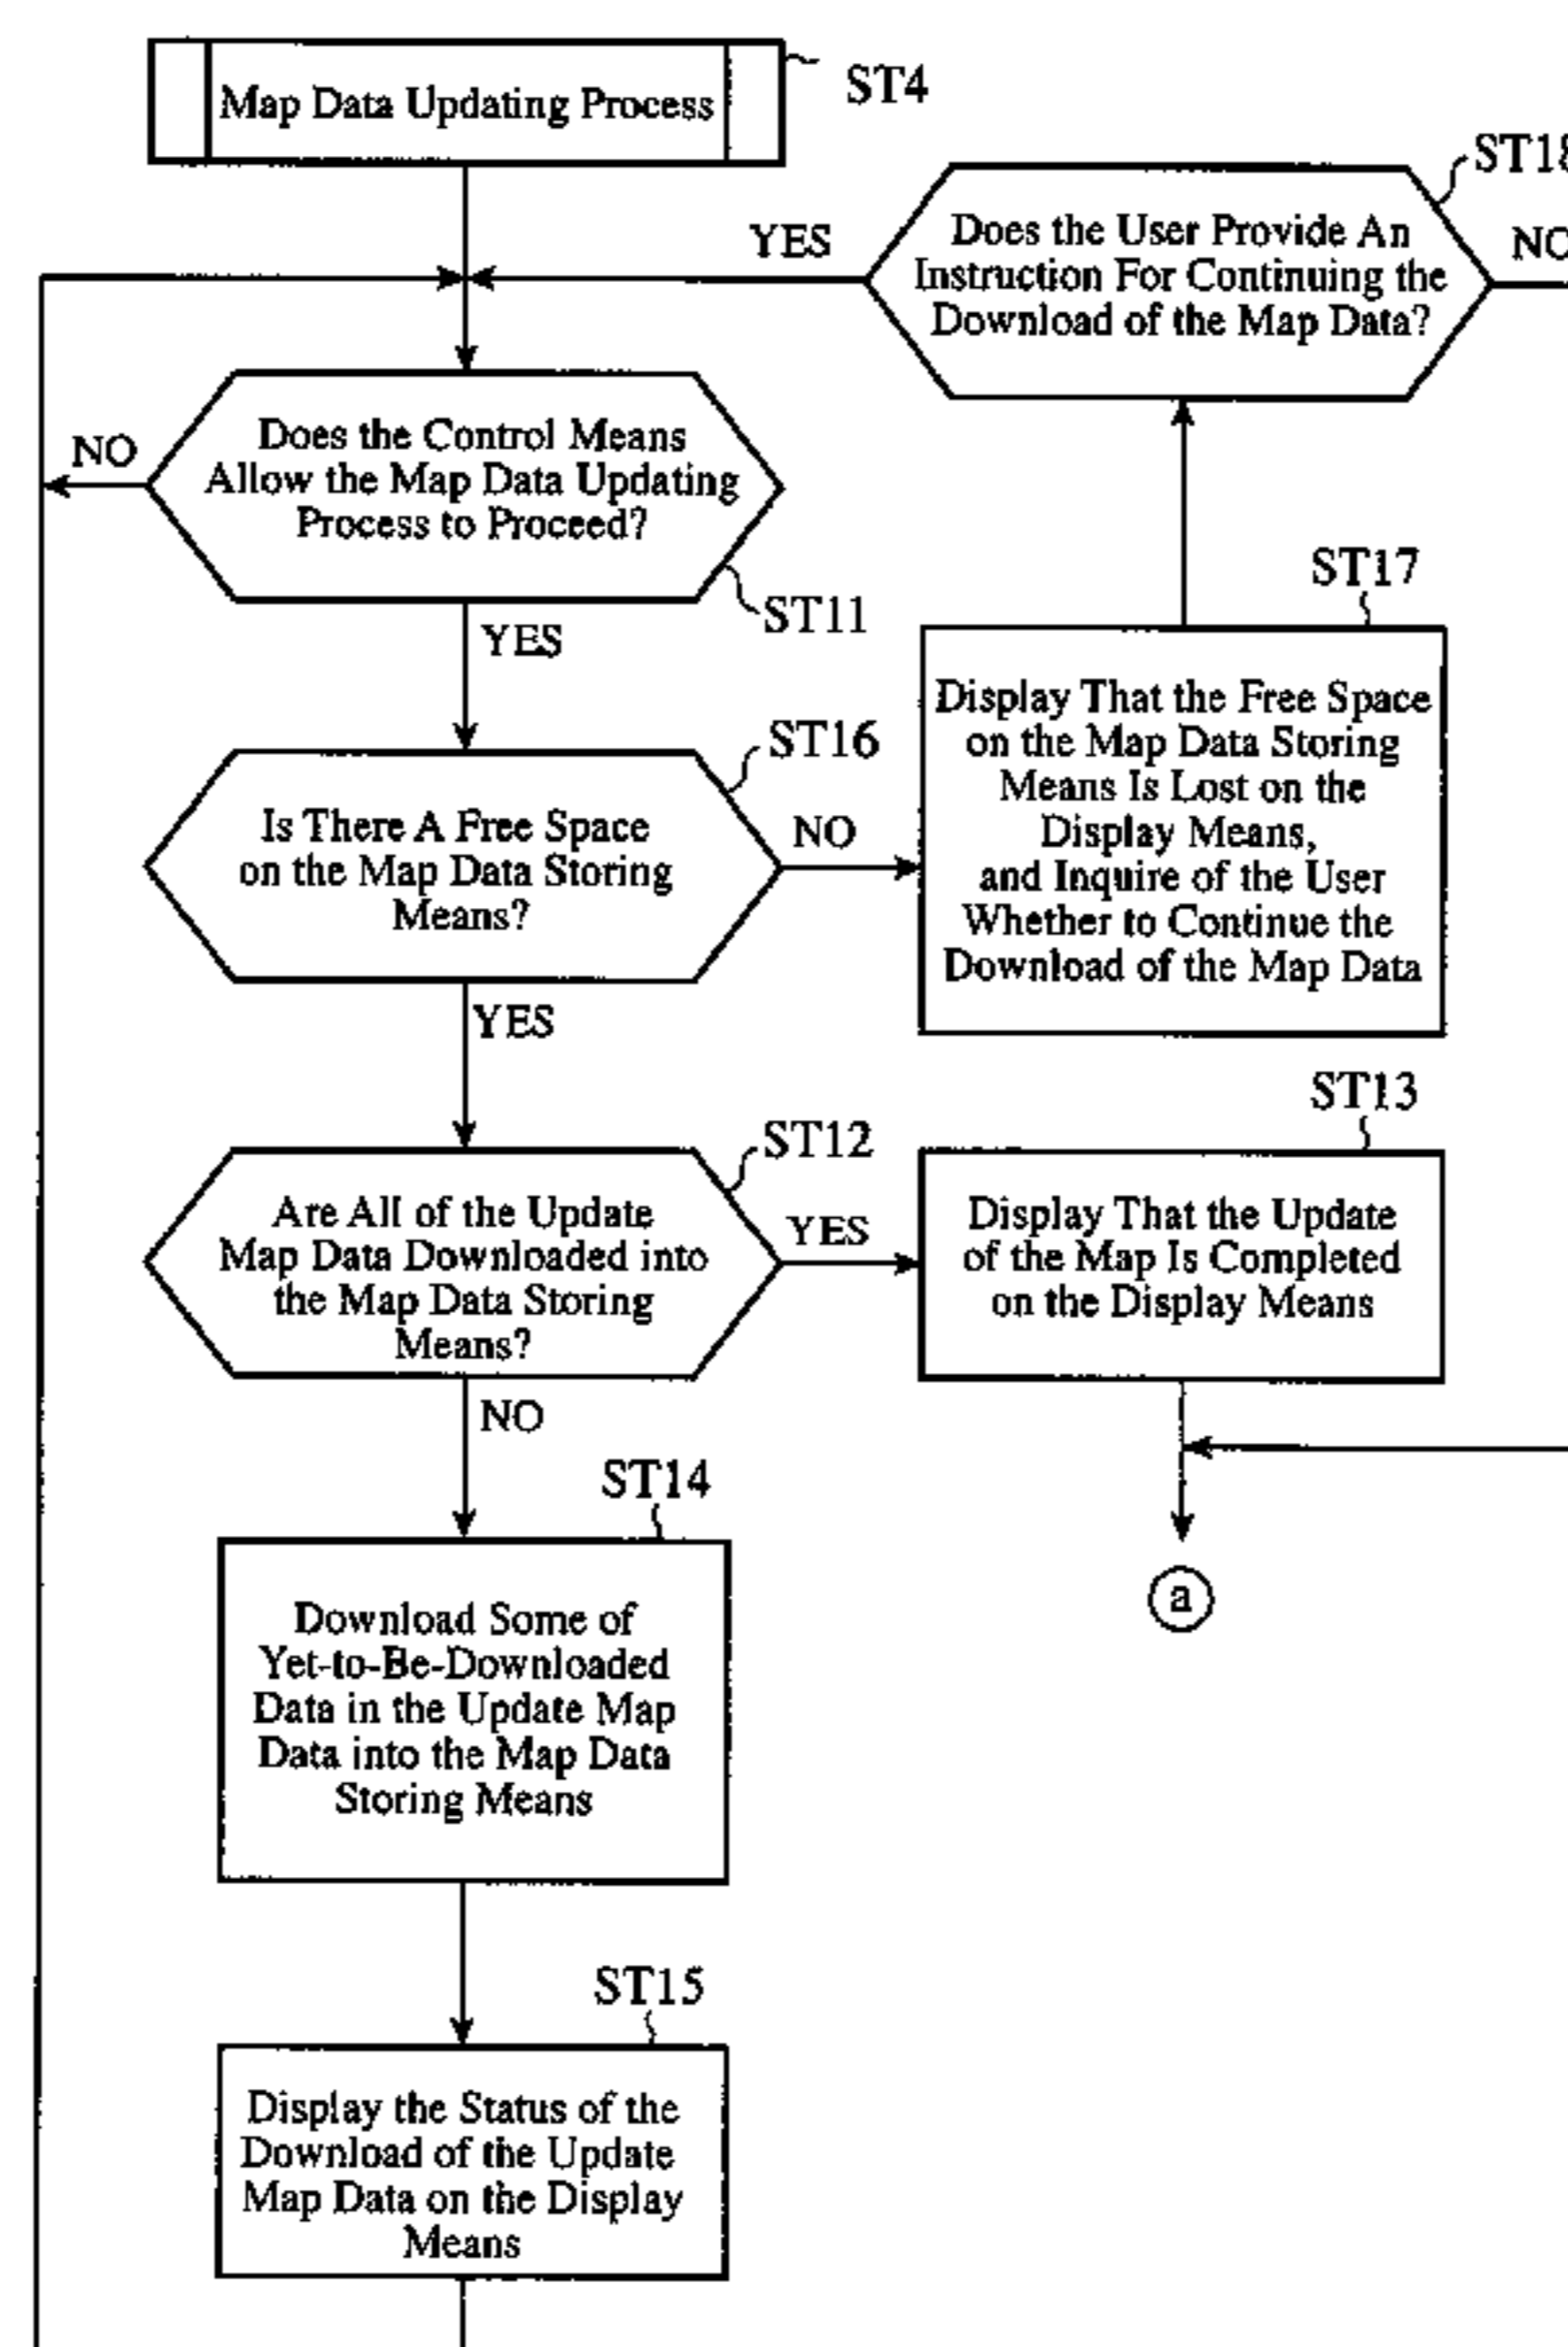 Map Data Updating Process
ST4
ST18
YES
Does the User Provide An
Instruction For Continuing the
Download of the Map Data?
NO
NO
Does the Control Means
Allow the Map Data Updating
Process to Proceed?
ST11
YES
ST17
Display That the Free Space
on the Map Data Storing
Means Is Lost on the
Display Means,
and Inquire of the User
Whether to Continue the
Download of the Map Data
ST16
Is There A Free Space
on the Map Data Storing
Means?
NO
YES
ST12
Are All of the Update
Map Data Downloaded into
the Map Data Storing
Means?
YES
ST13
Display That the Update
of the Map Is Completed
on the Display Means
a
NO
ST14
Download Some of
Yet-to-Be-Downloaded
Data in the Update Map
Data into the Map Data
Storing Means
ST15
Display the Status of the
Download of the Update
Map Data on the Display
Means